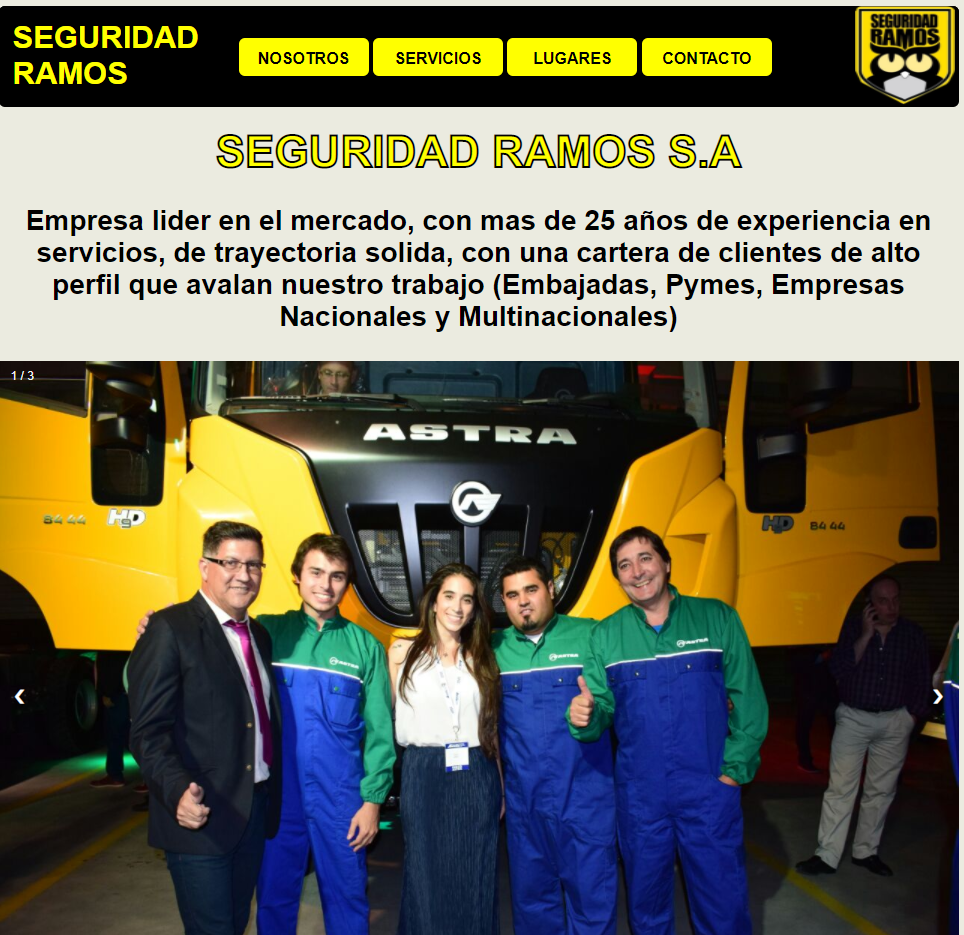 SEGURIDAD
RAMOS
NOSOTROS
SERVICIOS
LUGARES
CONTACTO
SEGURIDAD
RAMOS
SEGURIDAD RAMOS S.A
Empresa lider en el mercado, con mas de 25 años de experiencia en
servicios, de trayectoria solida, con una cartera de clientes de alto
perfil que avalan nuestro trabajo (Embajadas, Pymes, Empresas
Nacionales y Multinacionales)
1 / 3
ASTRA
84 44
HD9
HD
84 44
ASTRA
ASTRA
ASTRA
❮
❯